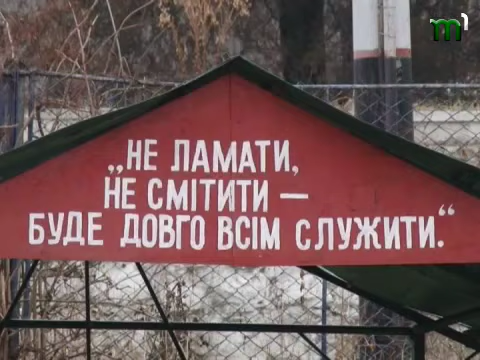 „НЕ ЛАМАТИ,
НЕ СМІТИТИ —
БУДЕ ДОВГО ВСІМ СЛУЖИТИ.“
m